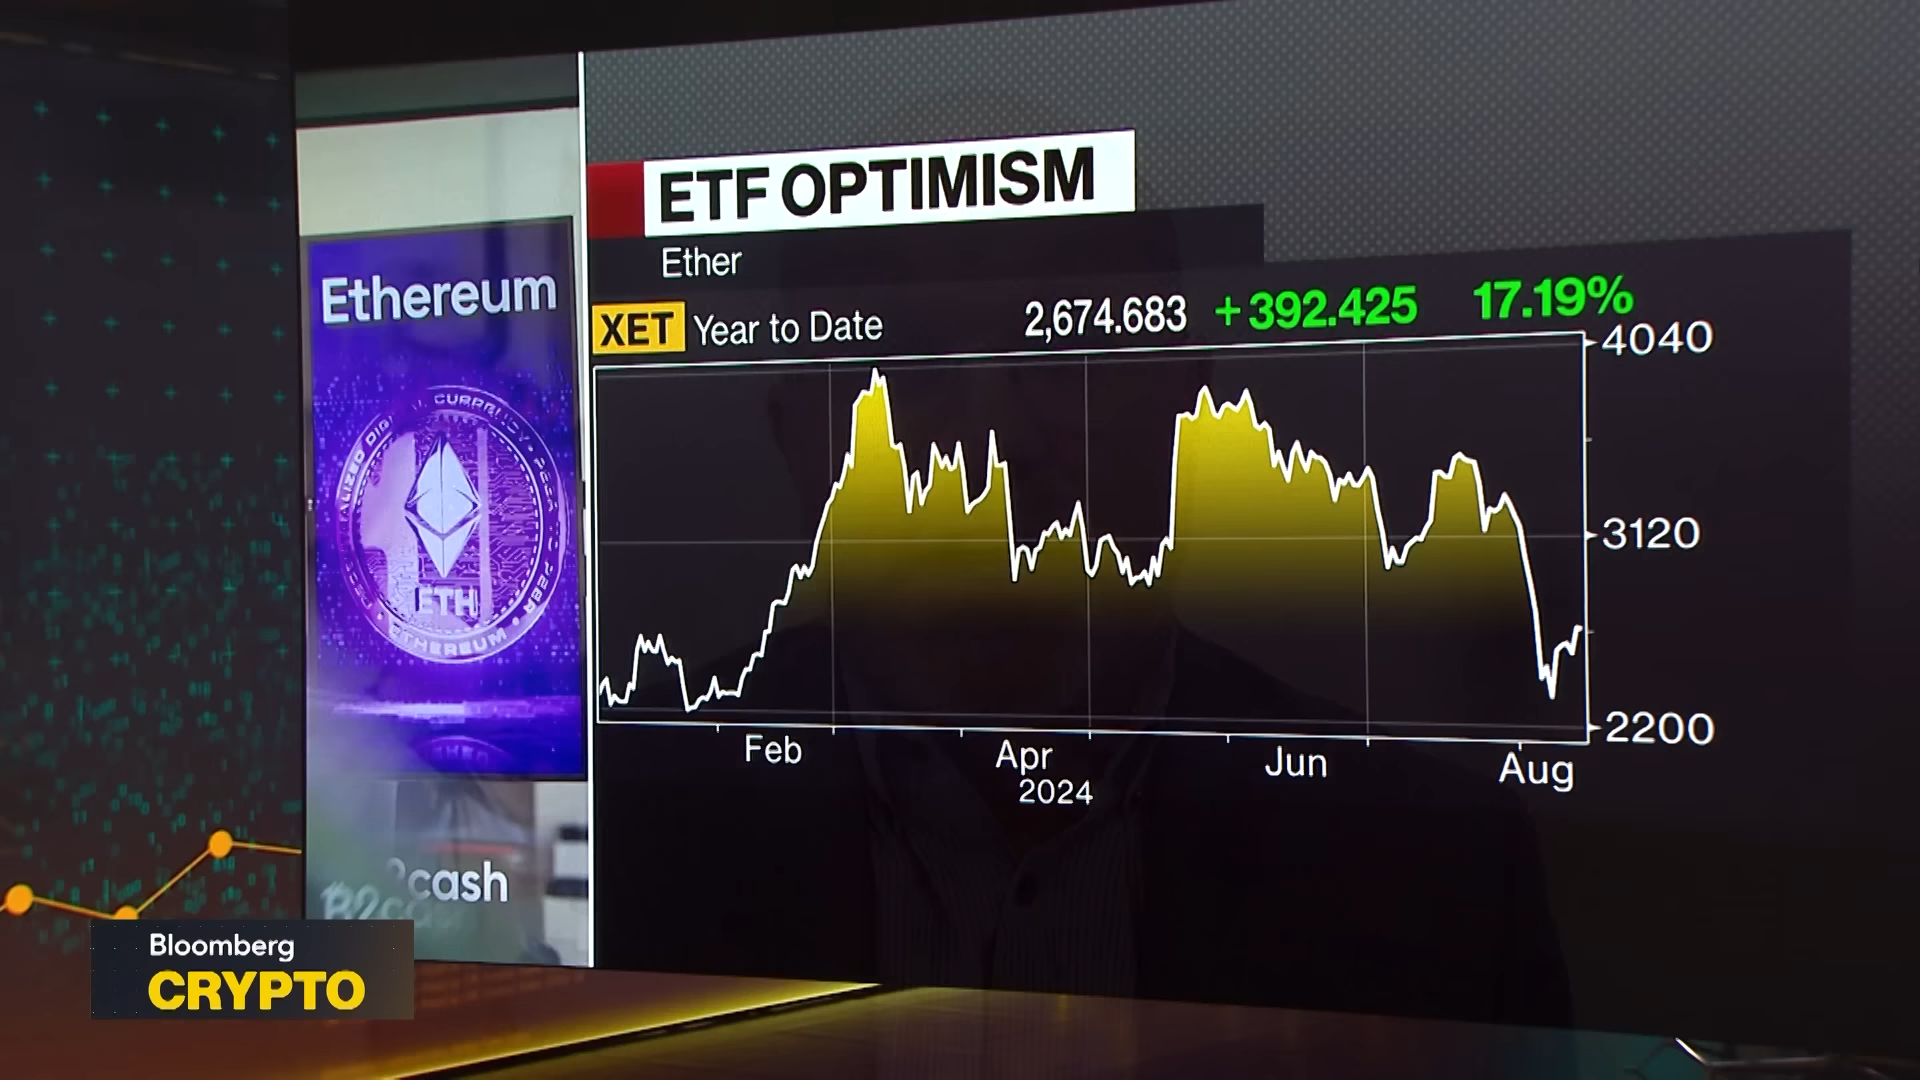 ETF OPTIMISM
Ether
XET Year to Date 2,674.683 +392.425 17.19%
4040
3120
2200
Feb Apr Jun Aug
2024
Ethereum
ETH
ETHEREUM
cash
Bloomberg
CRYPTO